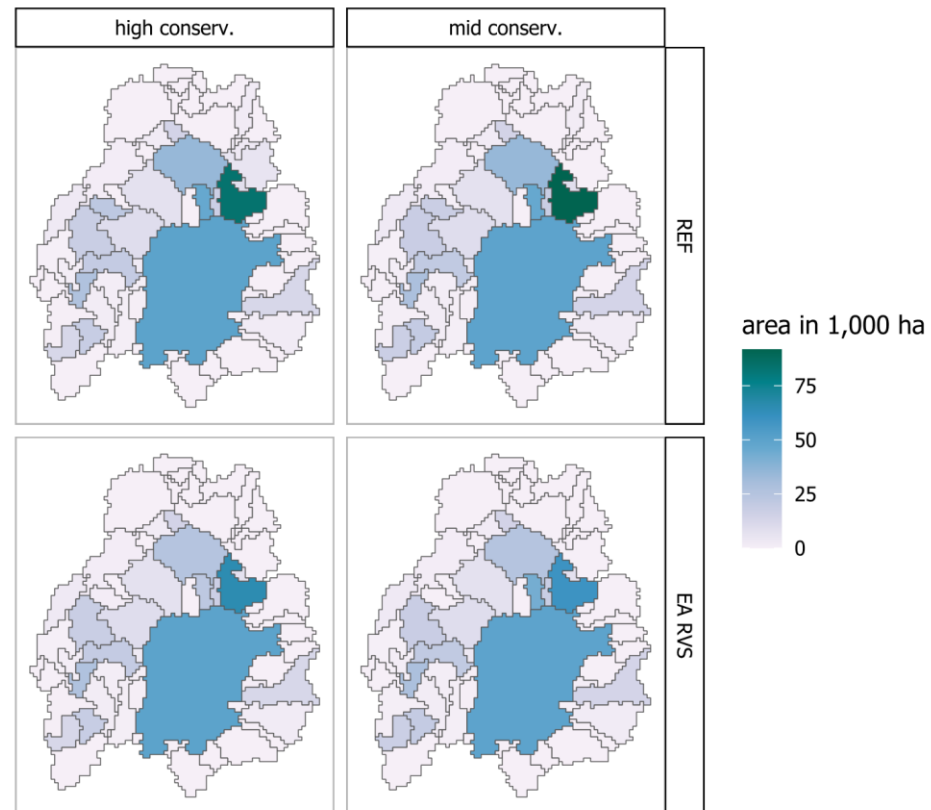 high conserv.
mid conserv.
REF
EA RVS
area in 1,000 ha
75
50
25
0